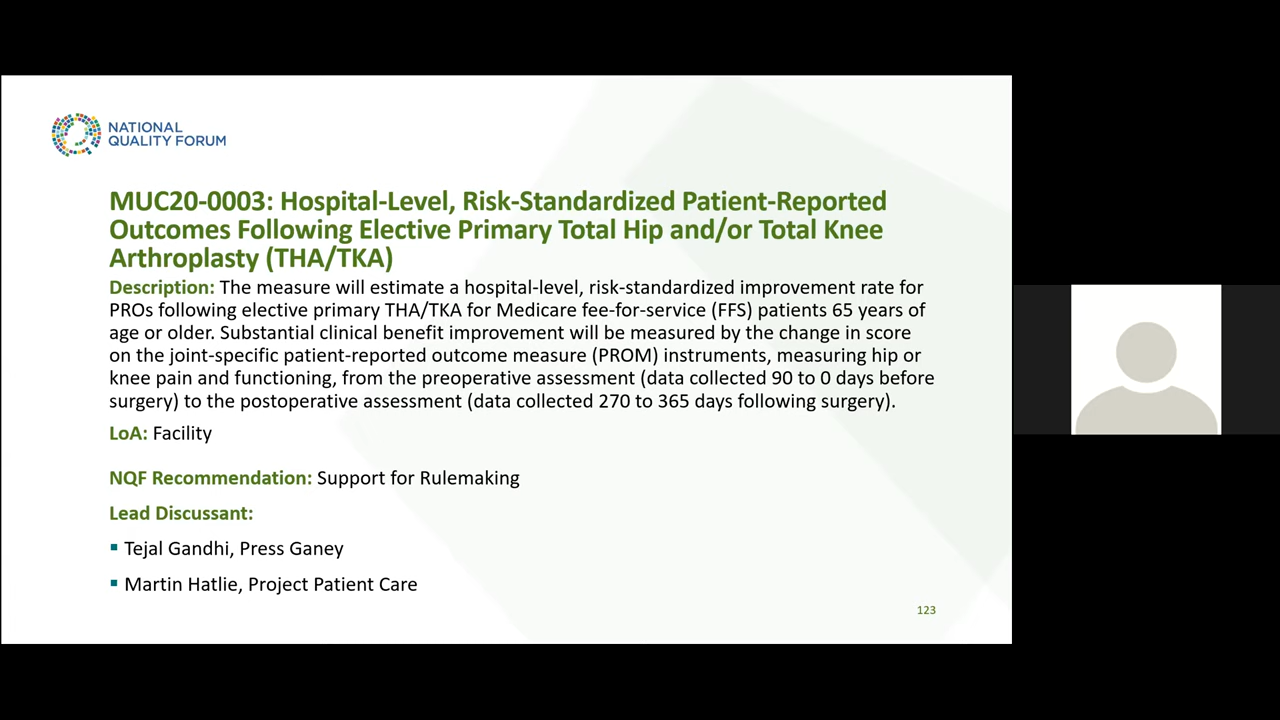 NATIONAL
QUALITY FORUM
MUC20-0003: Hospital-Level, Risk-Standardized Patient-Reported
Outcomes Following Elective Primary Total Hip and/or Total Knee
Arthroplasty (THA/TKA)
Description: The measure will estimate a hospital-level, risk-standardized improvement rate for
PROs following elective primary THA/TKA for Medicare fee-for-service (FFS) patients 65 years of
age or older. Substantial clinical benefit improvement will be measured by the change in score
on the joint-specific patient-reported outcome measure (PROM) instruments, measuring hip or
knee pain and functioning, from the preoperative assessment (data collected 90 to 0 days before
surgery) to the postoperative assessment (data collected 270 to 365 days following surgery).
LoA: Facility
NQF Recommendation: Support for Rulemaking
Lead Discussant:
▪ Tejal Gandhi, Press Ganey
▪ Martin Hatlie, Project Patient Care
123